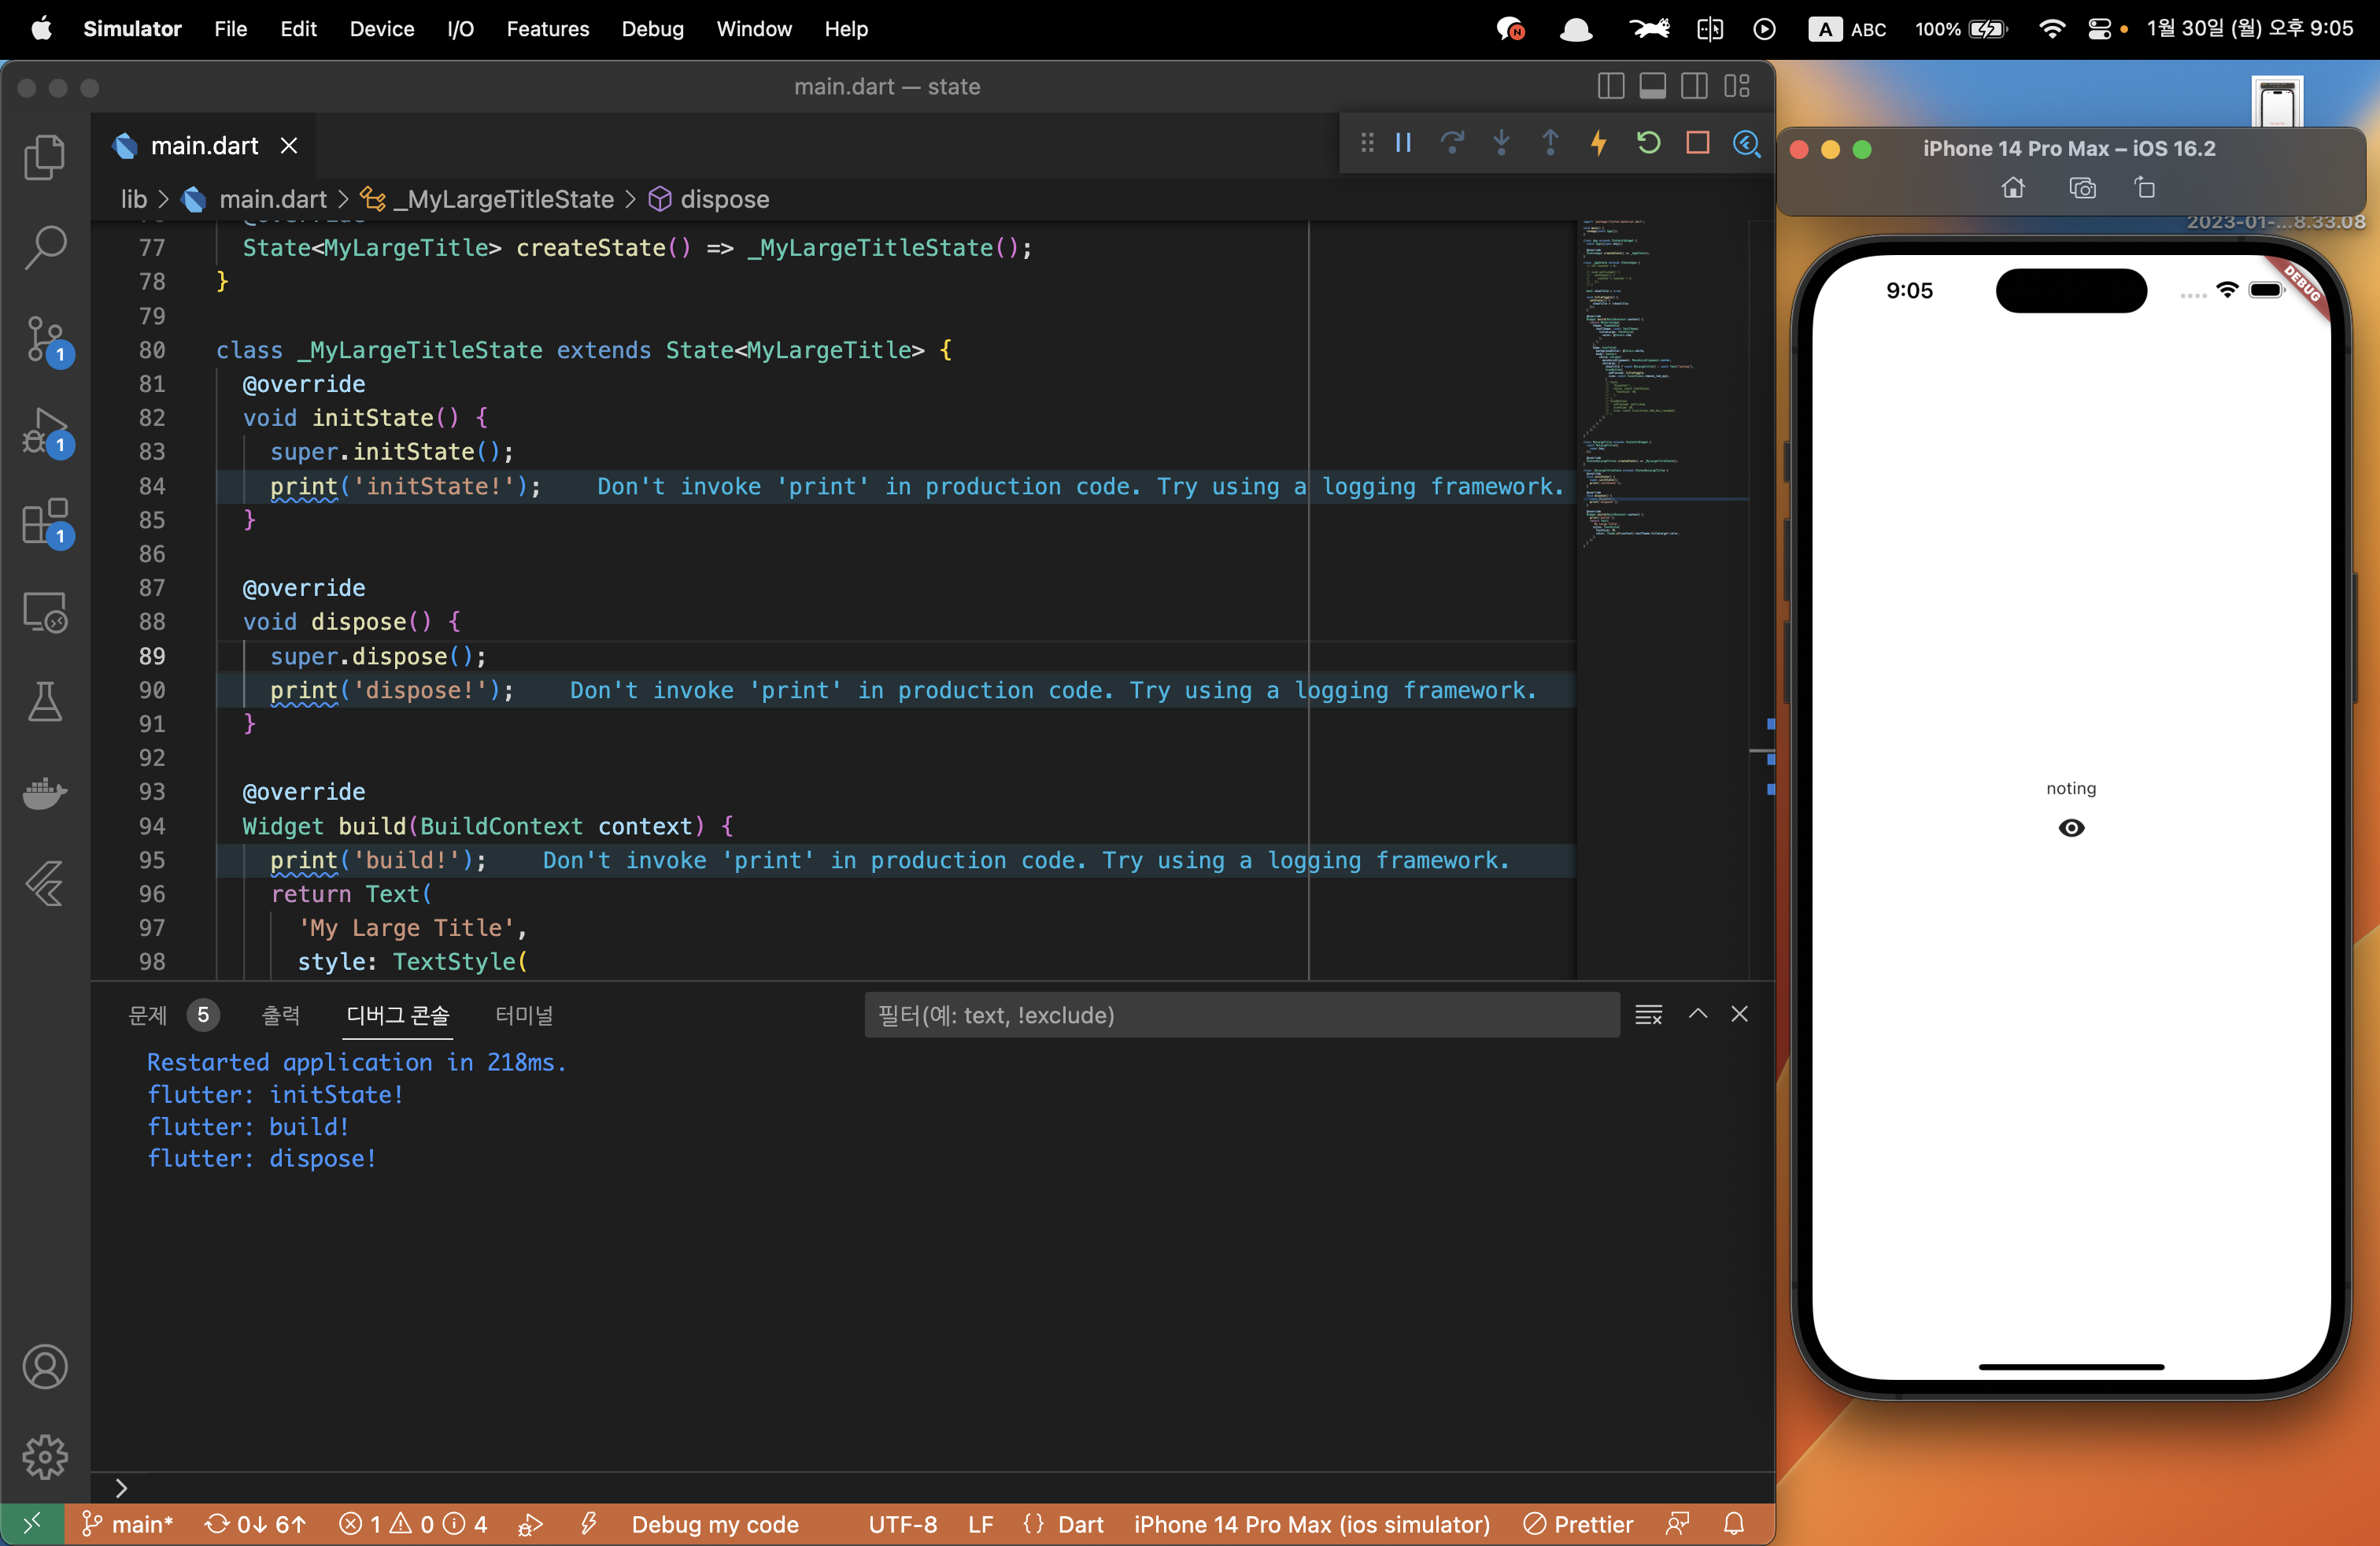 Simulator File Edit Device I/O Features Debug Window Help N A ABC 100% 1월 30일 (월) 오후 9:05
main.dart — state
main.dart
lib > main.dart > _MyLargeTitleState > dispose
77 State<MyLargeTitle> createState() => _MyLargeTitleState();
78 }
79
80 class _MyLargeTitleState extends State<MyLargeTitle> {
81 @override
82 void initState() {
83 super.initState();
84 print('initState!'); Don't invoke 'print' in production code. Try using a logging framework.
85 }
86
87 @override
88 void dispose() {
89 super.dispose();
90 print('dispose!'); Don't invoke 'print' in production code. Try using a logging framework.
91 }
92
93 @override
94 Widget build(BuildContext context) {
95 print('build!'); Don't invoke 'print' in production code. Try using a logging framework.
96 return Text(
97 'My Large Title',
98 style: TextStyle(
1
1
1
문제 5 출력 디버그 콘솔 터미널 필터(예: text, !exclude)
Restarted application in 218ms.
flutter: initState!
flutter: build!
flutter: dispose!
>
main* 0↓ 6↑ 1 0 4 Debug my code UTF-8 LF {} Dart iPhone 14 Pro Max (ios simulator) Prettier
iPhone 14 Pro Max – iOS 16.2
2023-01-...8.33.08
9:05
DEBUG
noting